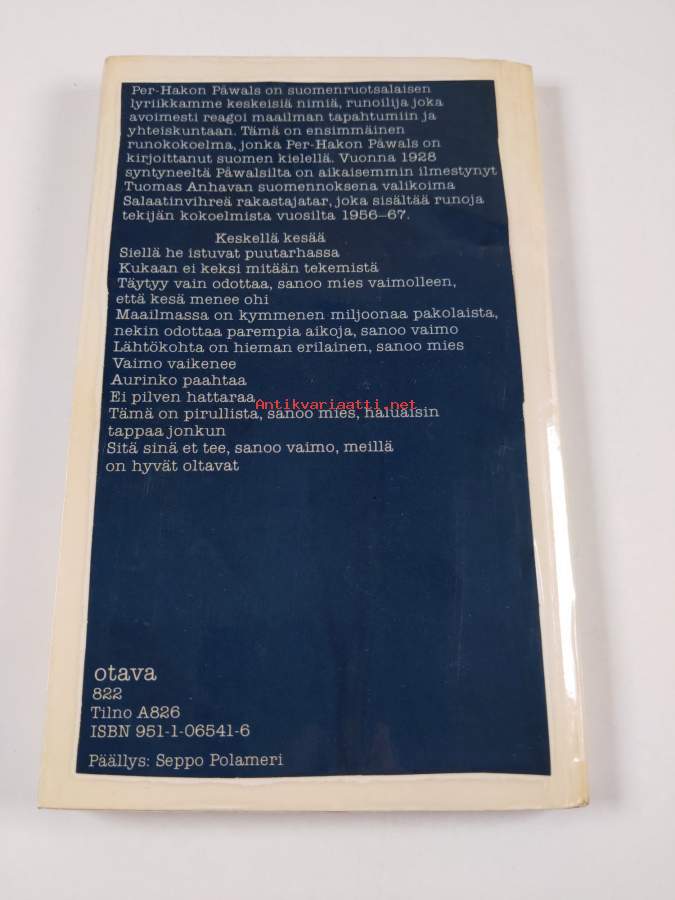 Per-Hakon Påwals on suomenruotsalaisen
lyriikkamme keskeisiä nimiä, runoilija joka
avoimesti reagoi maailman tapahtumiin ja
yhteiskuntaan. Tämä on ensimmäinen
runokokoelma, jonka Per-Hakon Påwals on
kirjoittanut suomen kielellä. Vuonna 1928
syntyneeltä Påwalsilta on aikaisemmin ilmestynyt
Tuomas Anhavan suomennoksena valikoima
Salaatinvihreä rakastajatar, joka sisältää runoja
tekijän kokoelmista vuosilta 1956–67.
Keskellä kesää
Siellä he istuvat puutarhassa
Kukaan ei keksi mitään tekemistä
Täytyy vain odottaa, sanoo mies vaimolleen,
että kesä menee ohi
Maailmassa on kymmenen miljoonaa pakolaista,
nekin odottaa parempia aikoja, sanoo vaimo
Lähtökohta on hieman erilainen, sanoo mies
Vaimo vaikenee
Aurinko paahtaa
Ei pilven hattaraa
Antikvariaatti.net
Tämä on pirullista, sanoo mies, haluaisin
tappaa jonkun
Sitä sinä et tee, sanoo vaimo, meillä
on hyvät oltavat
otava
822
Tilno A826
ISBN 951-1-06541-6
Päällys: Seppo Polameri